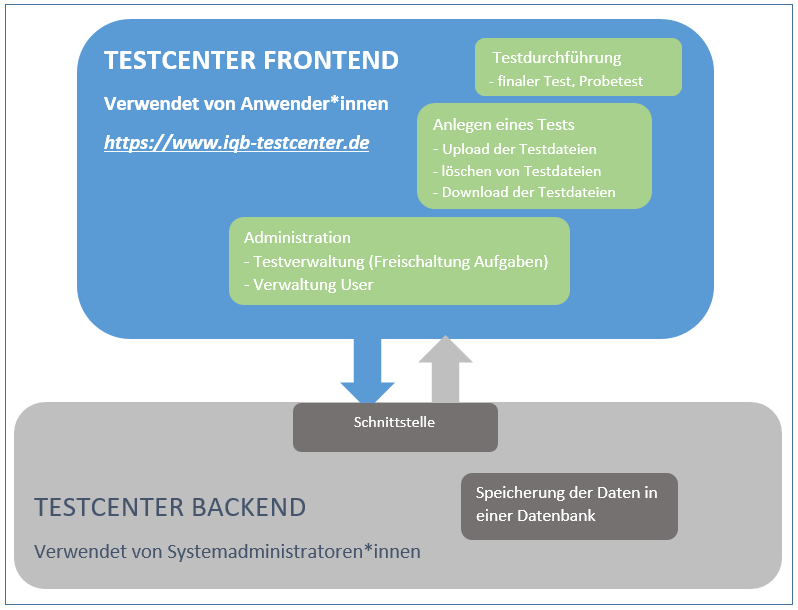 TESTCENTER FRONTEND
Verwendet von Anwender*innen
https://www.iqb-testcenter.de
Testdurchführung
- finaler Test, Probetest
Anlegen eines Tests
- Upload der Testdateien
- löschen von Testdateien
- Download der Testdateien
Administration
- Testverwaltung (Freischaltung Aufgaben)
- Verwaltung User
Schnittstelle
TESTCENTER BACKEND
Verwendet von Systemadministratoren*innen
Speicherung der Daten in
einer Datenbank